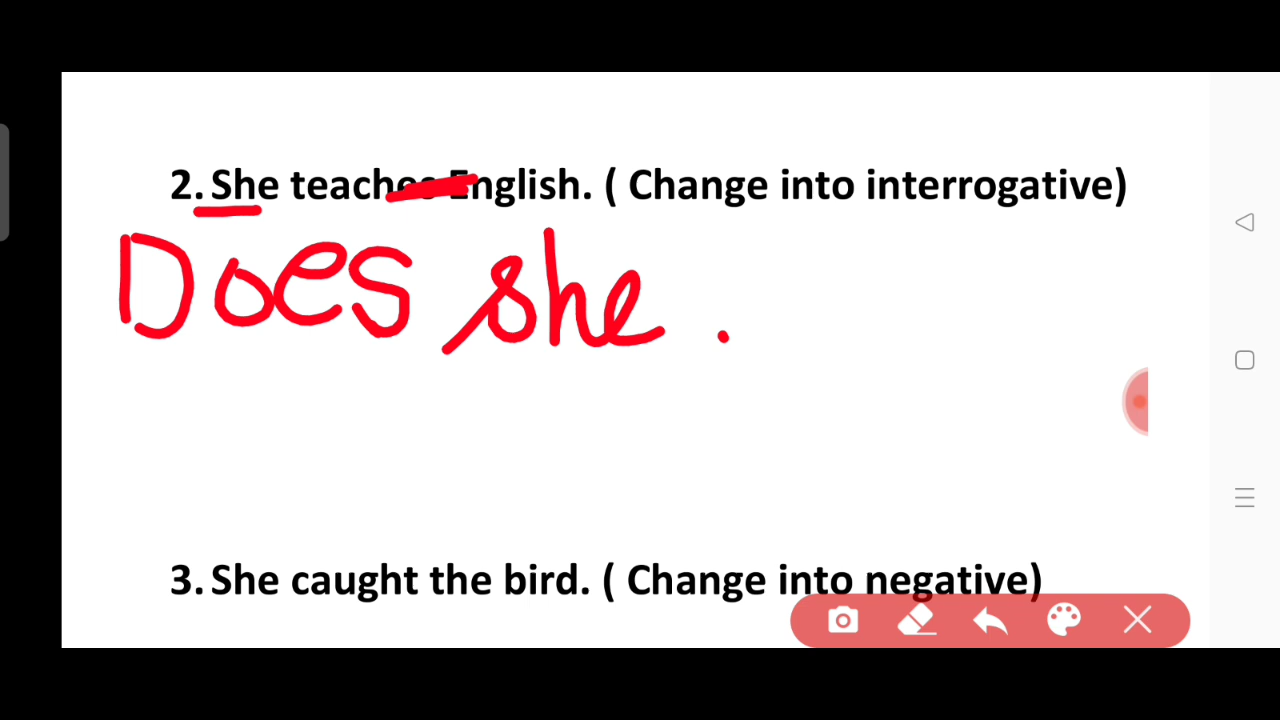 2. She teaches English. ( Change into interrogative)
Does she .
3. She caught the bird. ( Change into negative)